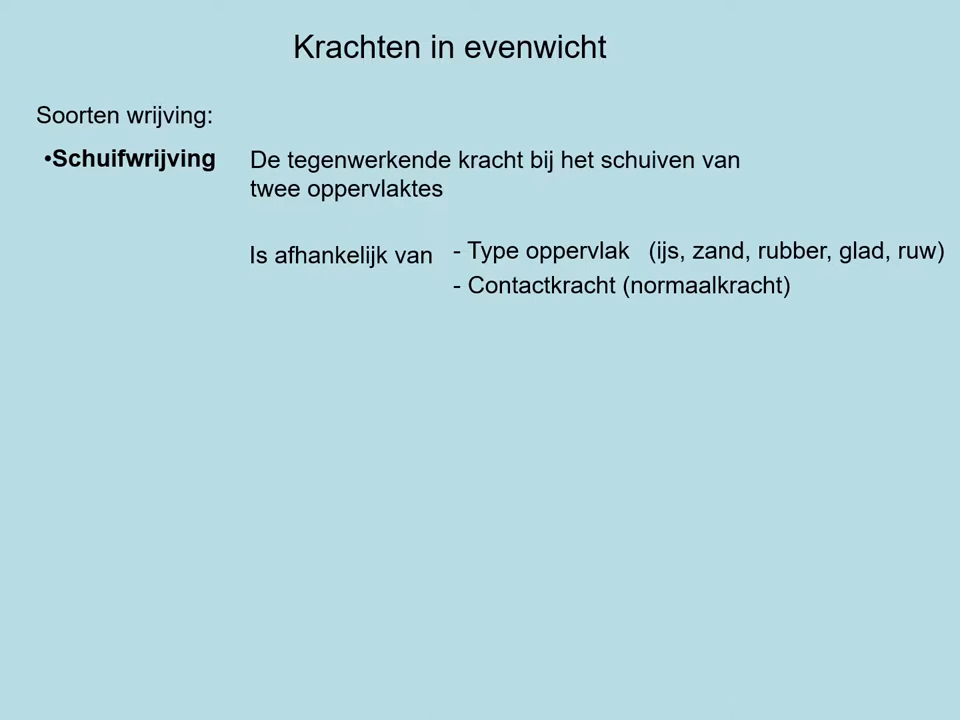 Krachten in evenwicht
Soorten wrijving:
•Schuifwrijving
De tegenwerkende kracht bij het schuiven van
twee oppervlaktes
Is afhankelijk van
- Type oppervlak (ijs, zand, rubber, glad, ruw)
- Contactkracht (normaalkracht)